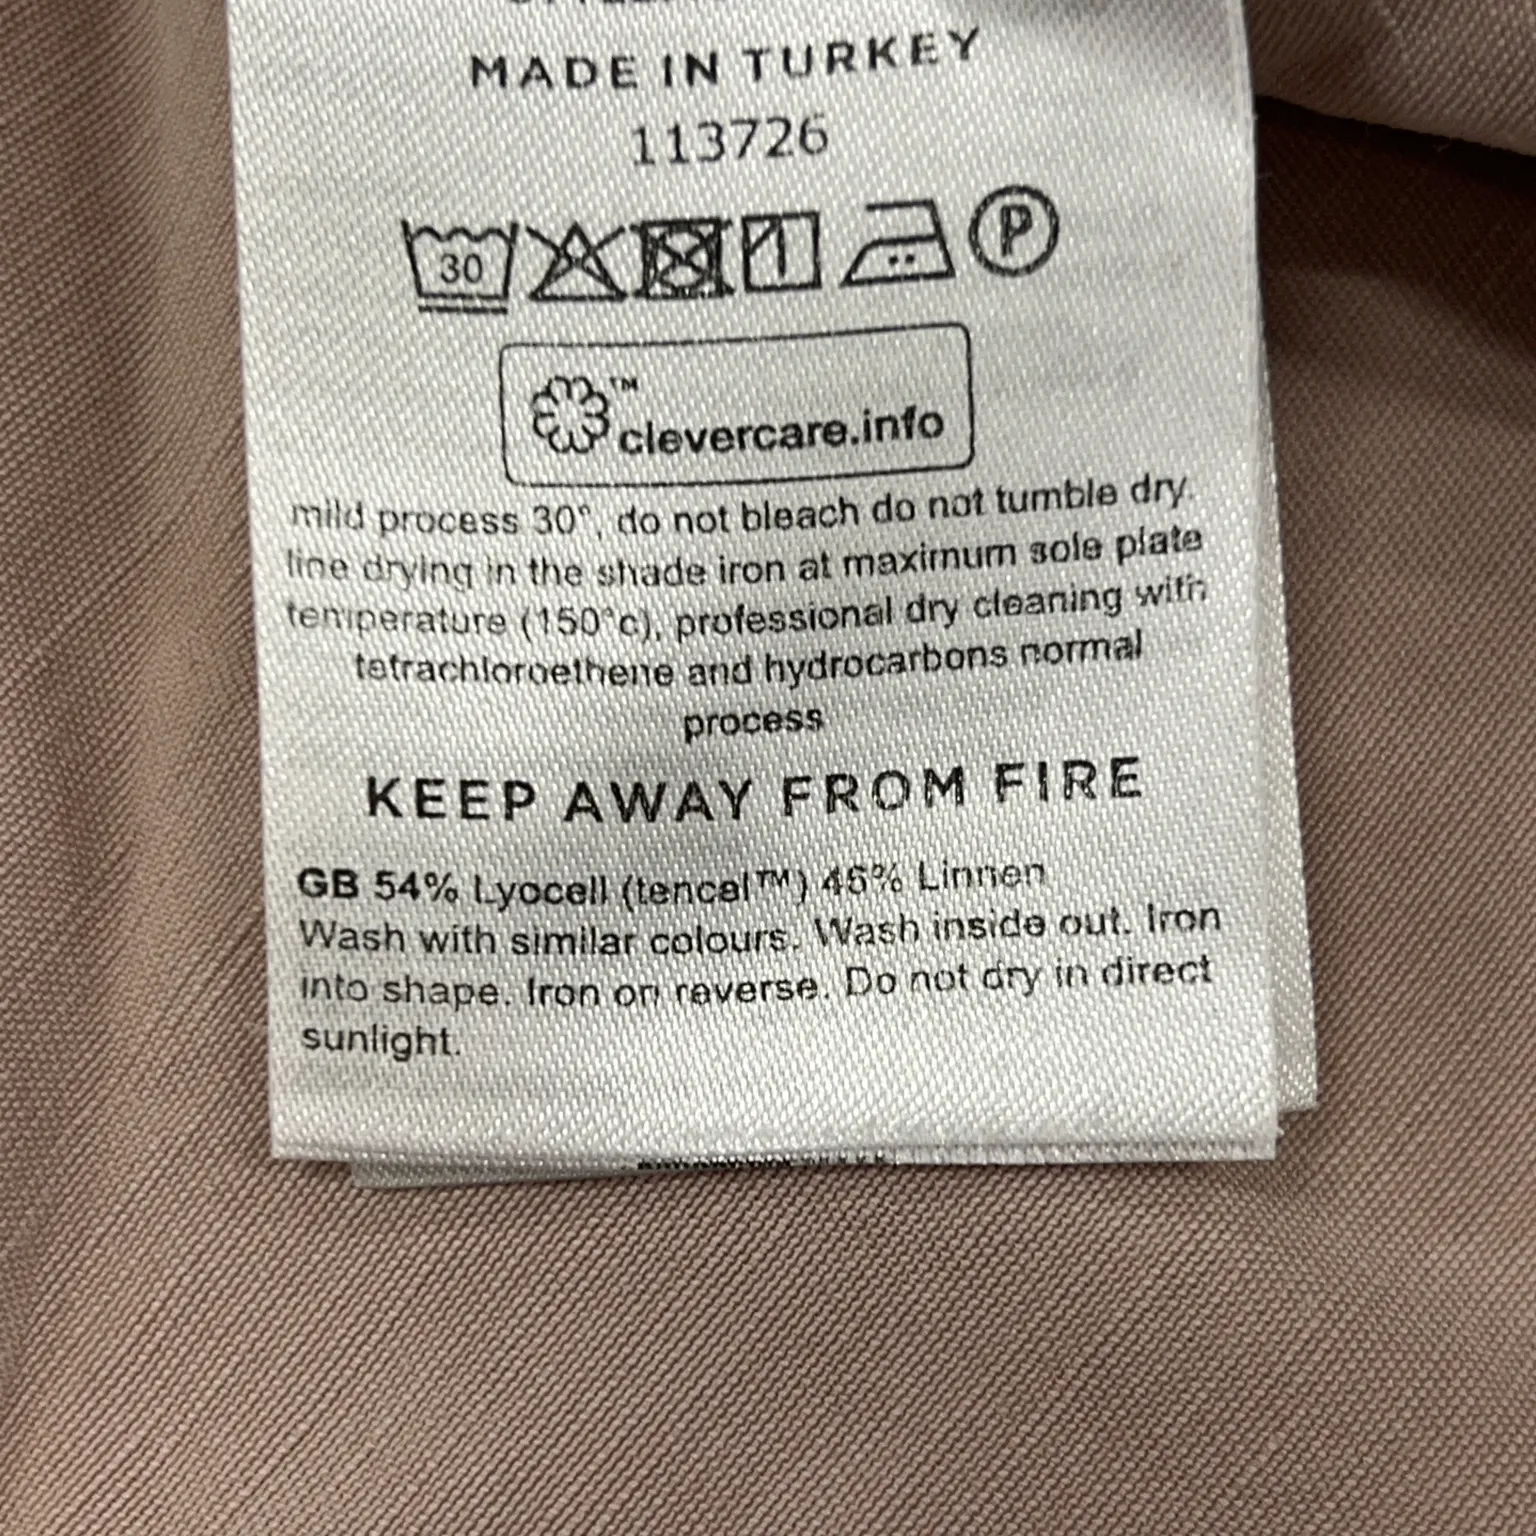 MADE IN TURKEY
113726
30
P
™
clevercare.info
mild process 30°, do not bleach do not tumble dry.
line drying in the shade iron at maximum sole plate
temperature (150°c), professional dry cleaning with
tetrachloroethene and hydrocarbons normal
process
KEEP AWAY FROM FIRE
GB 54% Lyocell (tencel™) 46% Linnen
Wash with similar colours. Wash inside out. Iron
into shape. Iron on reverse. Do not dry in direct
sunlight.